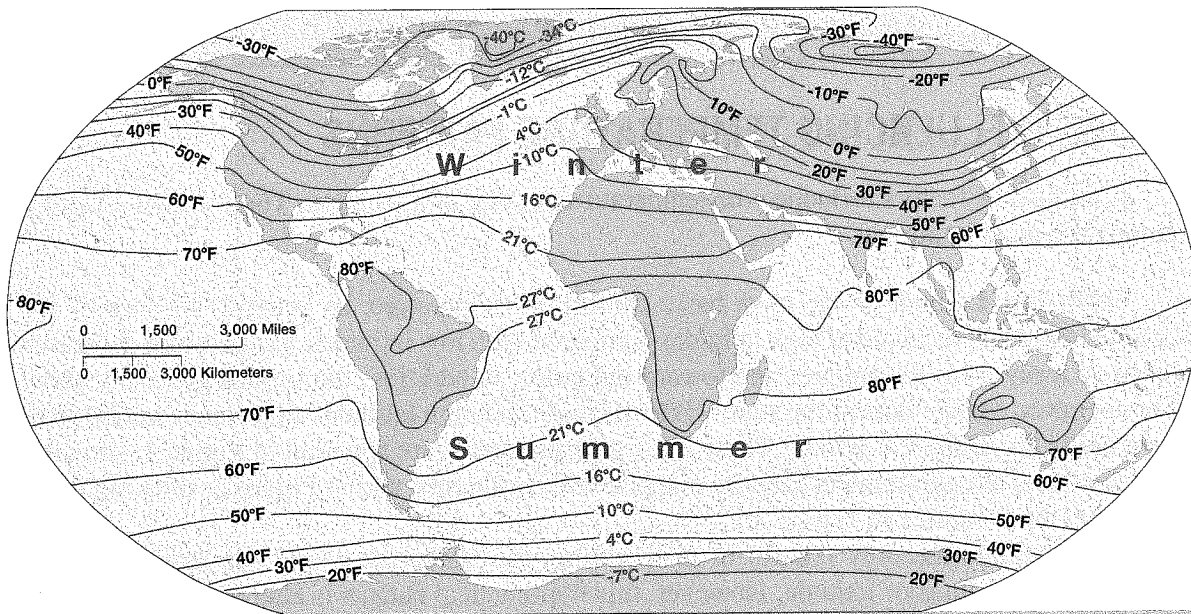 -40°C
-34°C
-30°F
-30°F
-40°F
-20°F
0°F
-12°C
-10°F
30°F
-1°C
10°F
40°F
4°C
0°F
50°F
Winter
10°C
20°F
30°F
60°F
16°C
40°F
50°F
70°F
21°C
70°F
60°F
80°F
80°F
27°C
80°F
27°C
0 1,500 3,000 Miles
0 1,500 3,000 Kilometers
80°F
70°F
21°C
Summer
70°F
60°F
16°C
60°F
50°F
10°C
50°F
40°F
4°C
40°F
30°F
30°F
20°F
-7°C
20°F